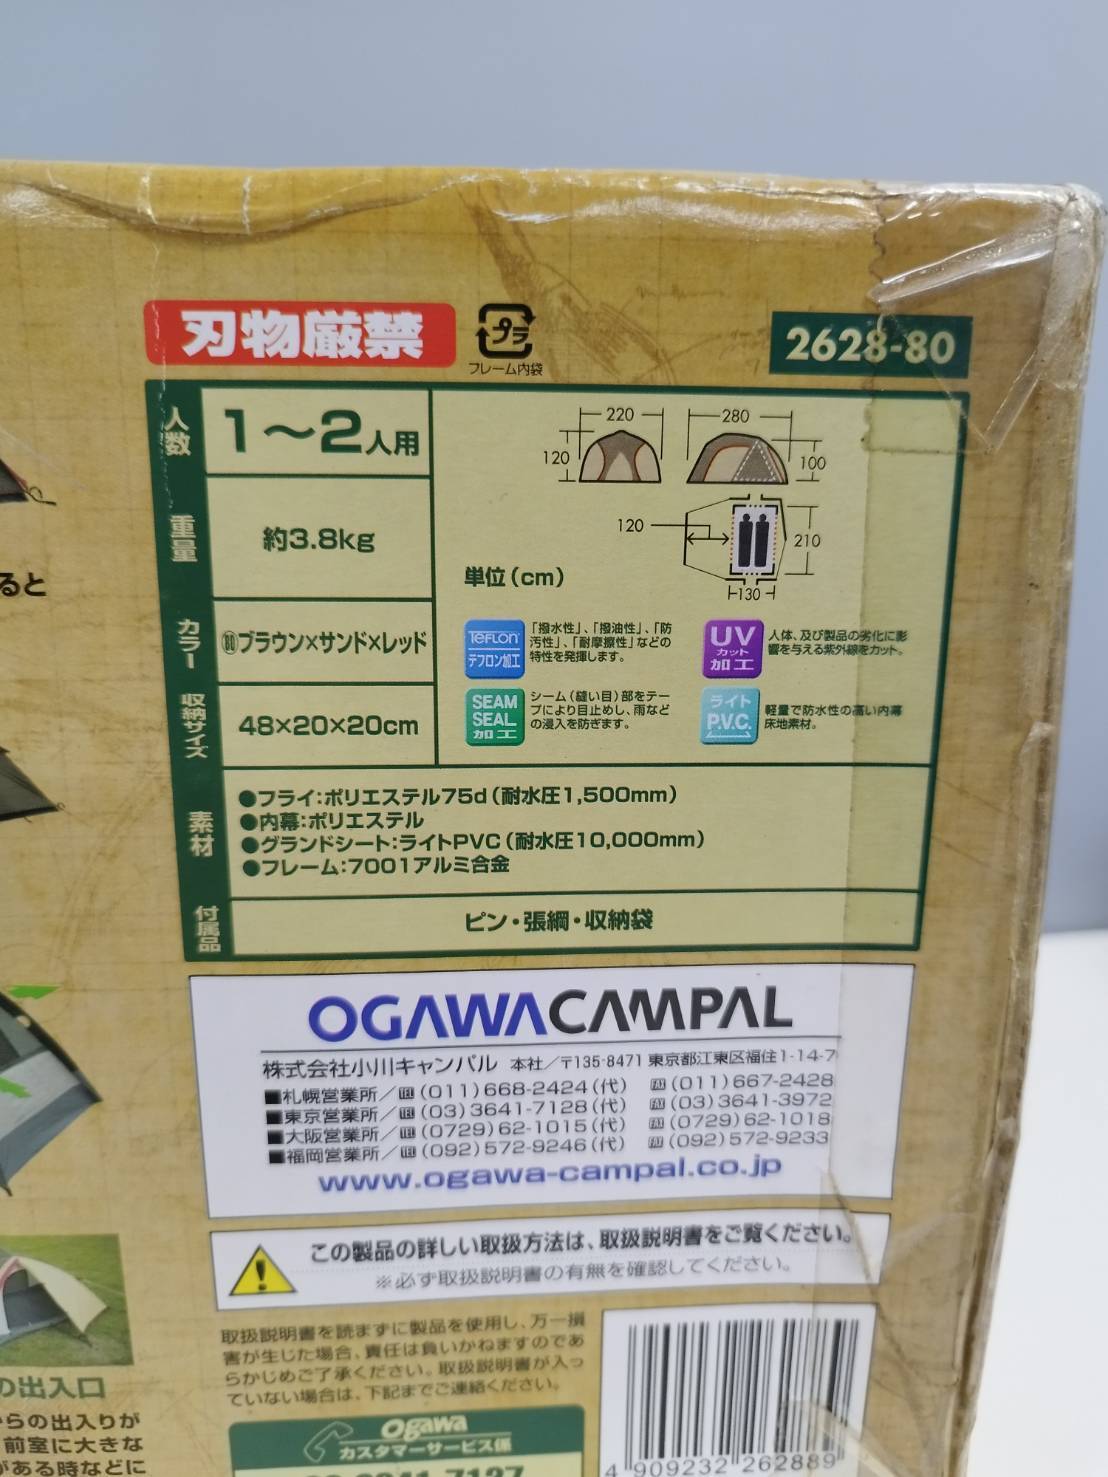 刃物厳禁
プラ
フレーム内袋
2628-80
人数
1〜2人用
重量
約3.8kg
カラー
ブラウン×サンド×レッド
収納サイズ
48×20×20cm
220
120
280
100
120
210
130
単位(cm)
TEFLON
テフロン加工
「撥水性」、「撥油性」、「防
汚性」、「耐摩擦性」などの
特性を発揮します。
UV
カット
加工
人体、及び製品の劣化に影
響を与える紫外線をカット。
SEAM
SEAL
加工
シーム(縫い目)部をテー
プにより目止めし、雨など
の浸入を防ぎます。
ライト
P.V.C.
軽量で防水性の高い内幕
床地素材。
素材
●フライ:ポリエステル75d(耐水圧1,500mm)
●内幕:ポリエステル
●グランドシート:ライトPVC(耐水圧10,000mm)
●フレーム:7001アルミ合金
付属品
ピン・張綱・収納袋
OGAWACAMPAL
株式会社小川キャンパル 本社/〒135-8471 東京都江東区福住1-14-7
■札幌営業所/TEL(011)668-2424(代) FAX(011)667-2428
■東京営業所/TEL(03)3641-7128(代) FAX(03)3641-3972
■大阪営業所/TEL(0729)62-1015(代) FAX(0729)62-1018
■福岡営業所/TEL(092)572-9246(代) FAX(092)572-9233
www.ogawa-campal.co.jp
この製品の詳しい取扱方法は、取扱説明書をご覧ください。
※必ず取扱説明書の有無を確認してください。
取扱説明書を読まずに製品を使用し、万一損
害が生じた場合、責任は負いかねますのであ
らかじめご了承ください。取扱説明書が入っ
ていない場合は、下記までご連絡ください。
ogawa
カスタマーサービス係
4 909232 262889
ると
の出入口
らの出入りが
前室に大きな
がある時などに